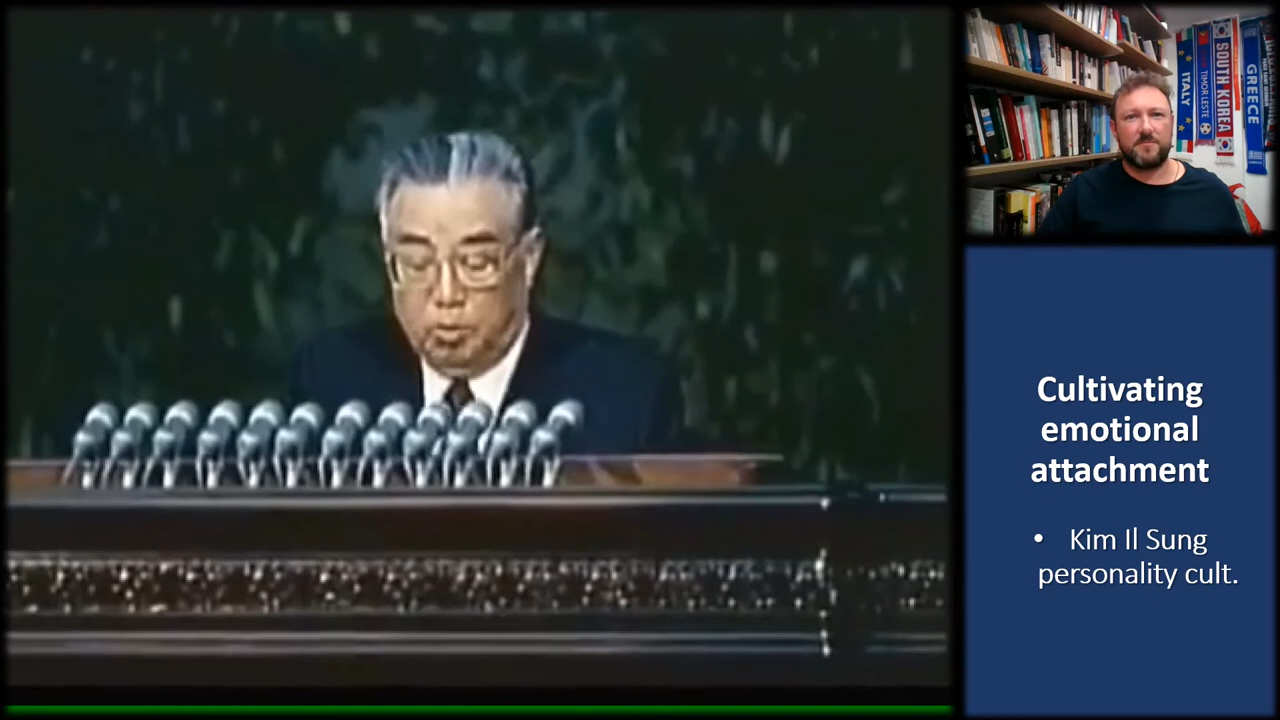 ITALY
TIMOR LESTE
SOUTH KOREA
GREECE
Cultivating
emotional
attachment
• Kim Il Sung
personality cult.